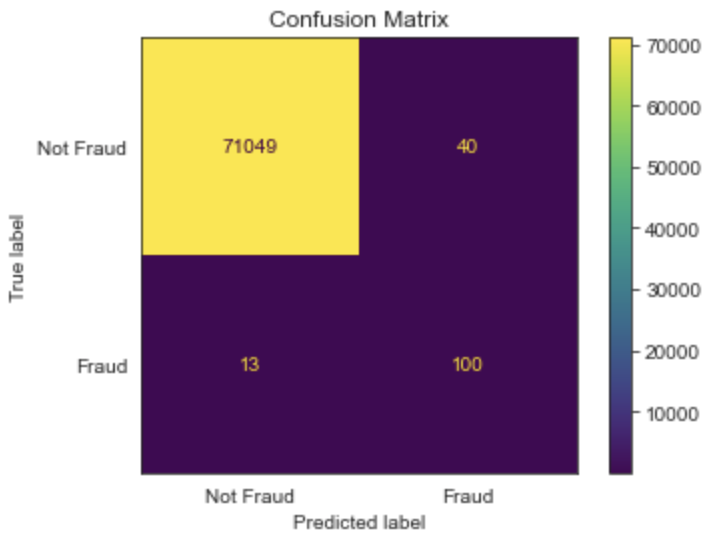 Confusion Matrix
Not Fraud
Fraud
True label
71049
40
13
100
Not Fraud
Fraud
Predicted label
70000
60000
50000
40000
30000
20000
10000